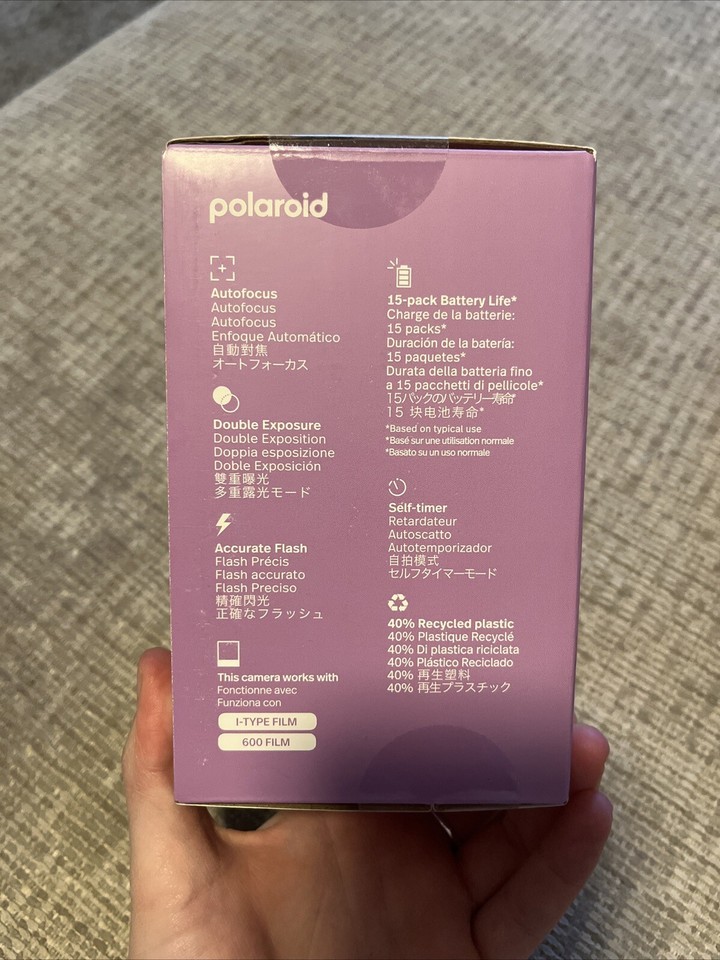 polaroid
Autofocus
Autofocus
Autofocus
Enfoque Automático
自動對焦
オートフォーカス
Double Exposure
Double Exposition
Doppia esposizione
Doble Exposición
雙重曝光
多重露光モード
Accurate Flash
Flash Précis
Flash accurato
Flash Preciso
精確閃光
正確なフラッシュ
This camera works with
Fonctionne avec
Funziona con
I-TYPE FILM
600 FILM
15-pack Battery Life*
Charge de la batterie:
15 packs*
Duración de la batería:
15 paquetes*
Durata della batteria fino
a 15 pacchetti di pellicole*
15パックのバッテリー寿命*
15 块电池寿命*
*Based on typical use
*Basé sur une utilisation normale
*Basato su un uso normale
Self-timer
Retardateur
Autoscatto
Autotemporizador
自拍模式
セルフタイマーモード
40% Recycled plastic
40% Plastique Recyclé
40% Di plastica riciclata
40% Plástico Reciclado
40% 再生塑料
40% 再生プラスチック